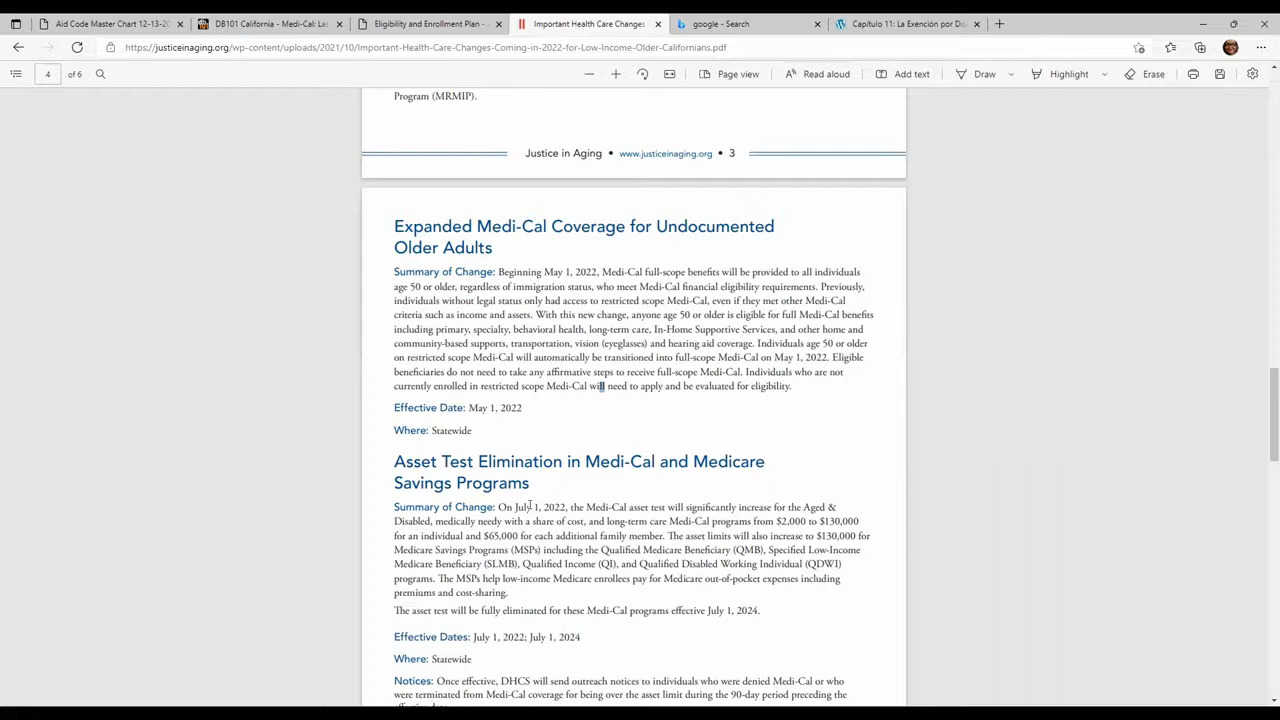 Aid Code Master Chart 12-13-20
DB101 California - Medi-Cal: Las
Eligibility and Enrollment Plan -
Important Health Care Changes
google - Search
Capítulo 11: La Exención por Dis
https://justiceinaging.org/wp-content/uploads/2021/10/Important-Health-Care-Changes-Coming-in-2022-for-Low-Income-Older-Californians.pdf
4 of 6
Page view
Read aloud
Add text
Draw
Highlight
Erase
Program (MRMIP).
Justice in Aging • www.justiceinaging.org • 3
Expanded Medi-Cal Coverage for Undocumented
Older Adults
Summary of Change: Beginning May 1, 2022, Medi-Cal full-scope benefits will be provided to all individuals
age 50 or older, regardless of immigration status, who meet Medi-Cal financial eligibility requirements. Previously,
individuals without legal status only had access to restricted scope Medi-Cal, even if they met other Medi-Cal
criteria such as income and assets. With this new change, anyone age 50 or older is eligible for full Medi-Cal benefits
including primary, specialty, behavioral health, long-term care, In-Home Supportive Services, and other home and
community-based supports, transportation, vision (eyeglasses) and hearing aid coverage. Individuals age 50 or older
on restricted scope Medi-Cal will automatically be transitioned into full-scope Medi-Cal on May 1, 2022. Eligible
beneficiaries do not need to take any affirmative steps to receive full-scope Medi-Cal. Individuals who are not
currently enrolled in restricted scope Medi-Cal will need to apply and be evaluated for eligibility.
Effective Date: May 1, 2022
Where: Statewide
Asset Test Elimination in Medi-Cal and Medicare
Savings Programs
Summary of Change: On July 1, 2022, the Medi-Cal asset test will significantly increase for the Aged &
Disabled, medically needy with a share of cost, and long-term care Medi-Cal programs from $2,000 to $130,000
for an individual and $65,000 for each additional family member. The asset limits will also increase to $130,000 for
Medicare Savings Programs (MSPs) including the Qualified Medicare Beneficiary (QMB), Specified Low-Income
Medicare Beneficiary (SLMB), Qualified Income (QI), and Qualified Disabled Working Individual (QDWI)
programs. The MSPs help low-income Medicare enrollees pay for Medicare out-of-pocket expenses including
premiums and cost-sharing.
The asset test will be fully eliminated for these Medi-Cal programs effective July 1, 2024.
Effective Dates: July 1, 2022; July 1, 2024
Where: Statewide
Notices: Once effective, DHCS will send outreach notices to individuals who were denied Medi-Cal or who
were terminated from Medi-Cal coverage for being over the asset limit during the 90-day period preceding the